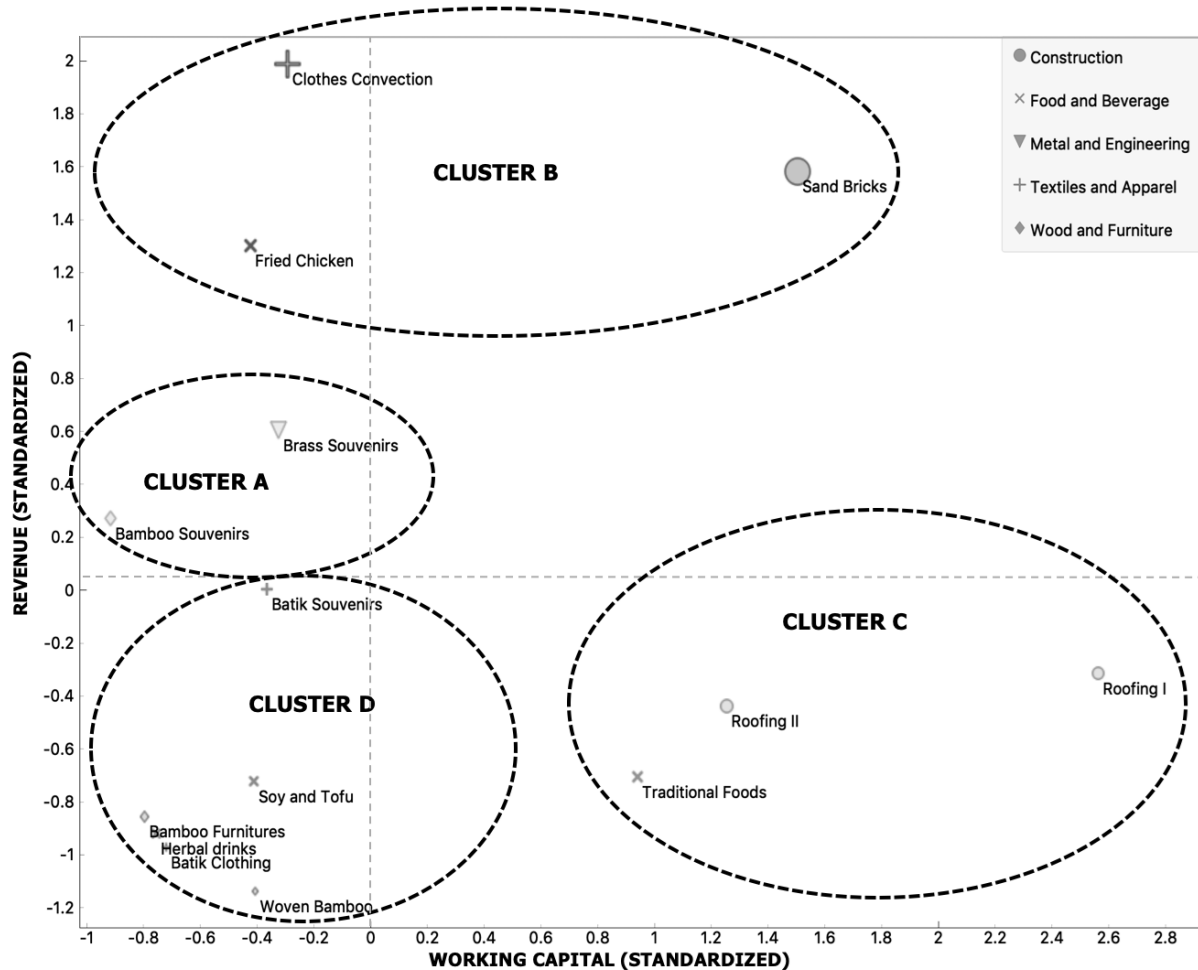 2
1.8
1.6
1.4
1.2
1
0.8
0.6
0.4
0.2
0
-0.2
-0.4
-0.6
-0.8
-1
-1.2
REVENUE (STANDARDIZED)
Clothes Convection
CLUSTER B
Sand Bricks
Fried Chicken
Construction
Food and Beverage
Metal and Engineering
Textiles and Apparel
Wood and Furniture
Brass Souvenirs
CLUSTER A
Bamboo Souvenirs
Batik Souvenirs
CLUSTER D
Soy and Tofu
Bamboo Furnitures
Herbal drinks
Batik Clothing
Woven Bamboo
CLUSTER C
Roofing I
Roofing II
Traditional Foods
-1 -0.8 -0.6 -0.4 -0.2 0 0.2 0.4 0.6 0.8 1 1.2 1.4 1.6 1.8 2 2.2 2.4 2.6 2.8
WORKING CAPITAL (STANDARDIZED)